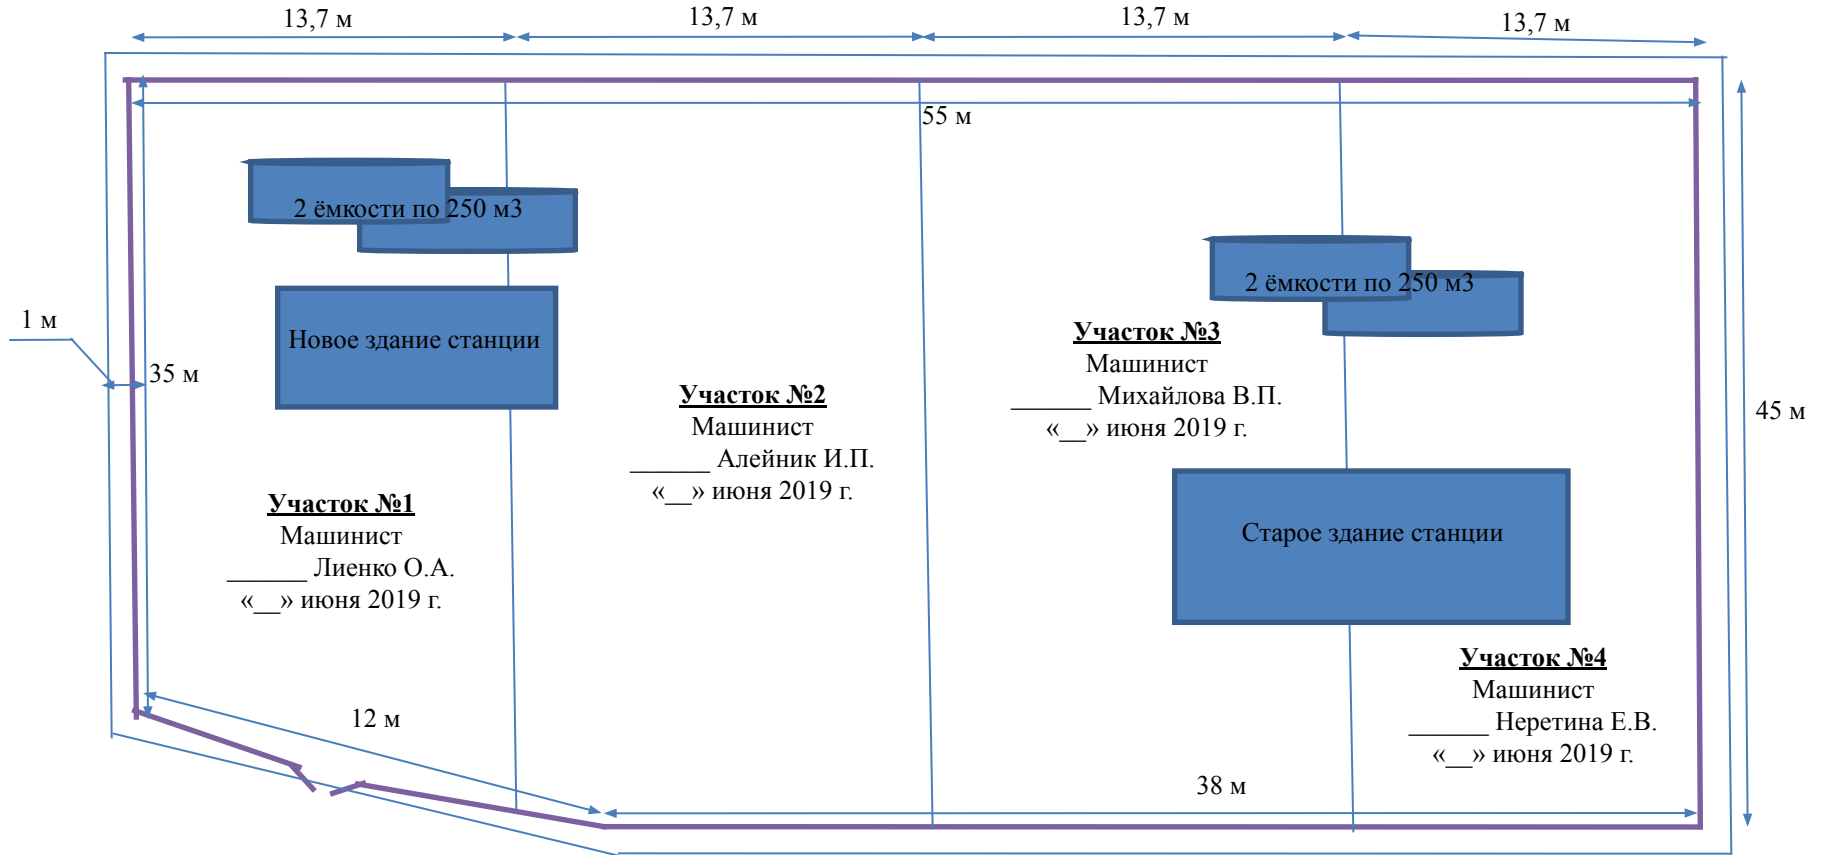 13,7 м
13,7 м
13,7 м
13,7 м
55 м
2 ёмкости по 250 м3
2 ёмкости по 250 м3
1 м
35 м
Новое здание станции
Участок №3
Машинист
______ Михайлова В.П.
«__» июня 2019 г.
45 м
Участок №2
Машинист
______ Алейник И.П.
«__» июня 2019 г.
Участок №1
Машинист
______ Лиенко О.А.
«__» июня 2019 г.
Старое здание станции
Участок №4
Машинист
______ Неретина Е.В.
«__» июня 2019 г.
12 м
38 м